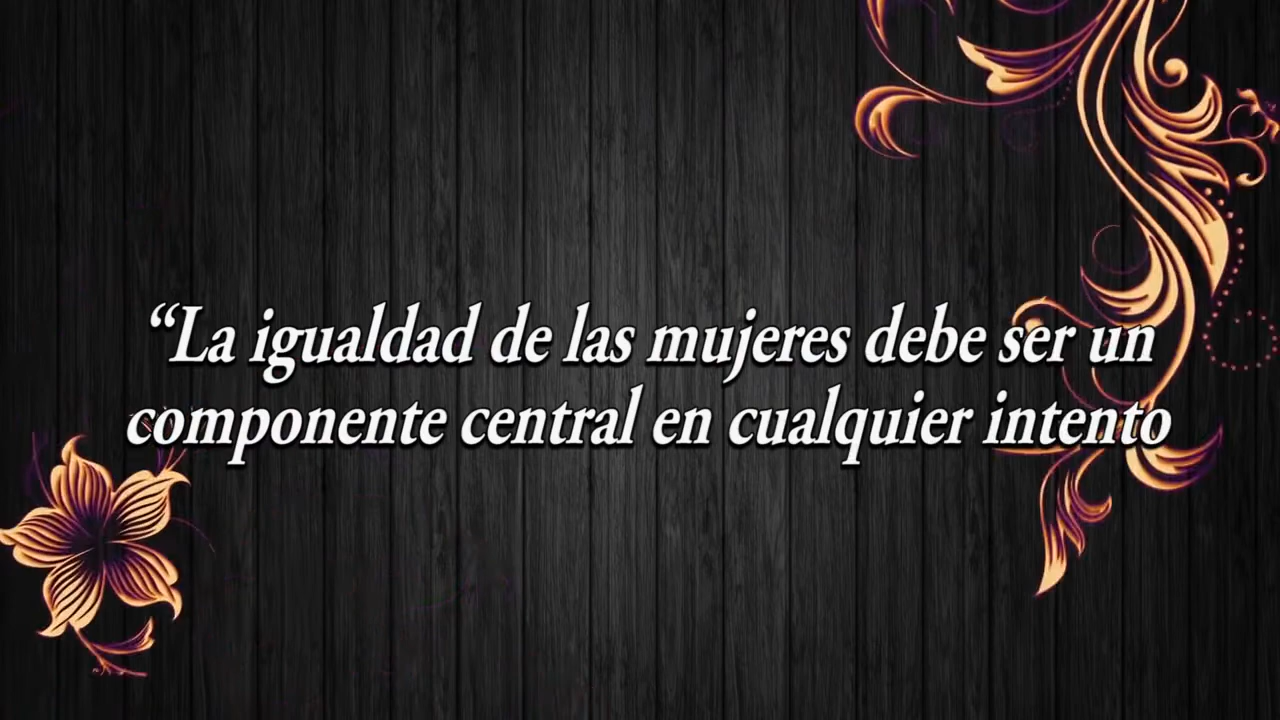 “La igualdad de las mujeres debe ser un
componente central en cualquier intento